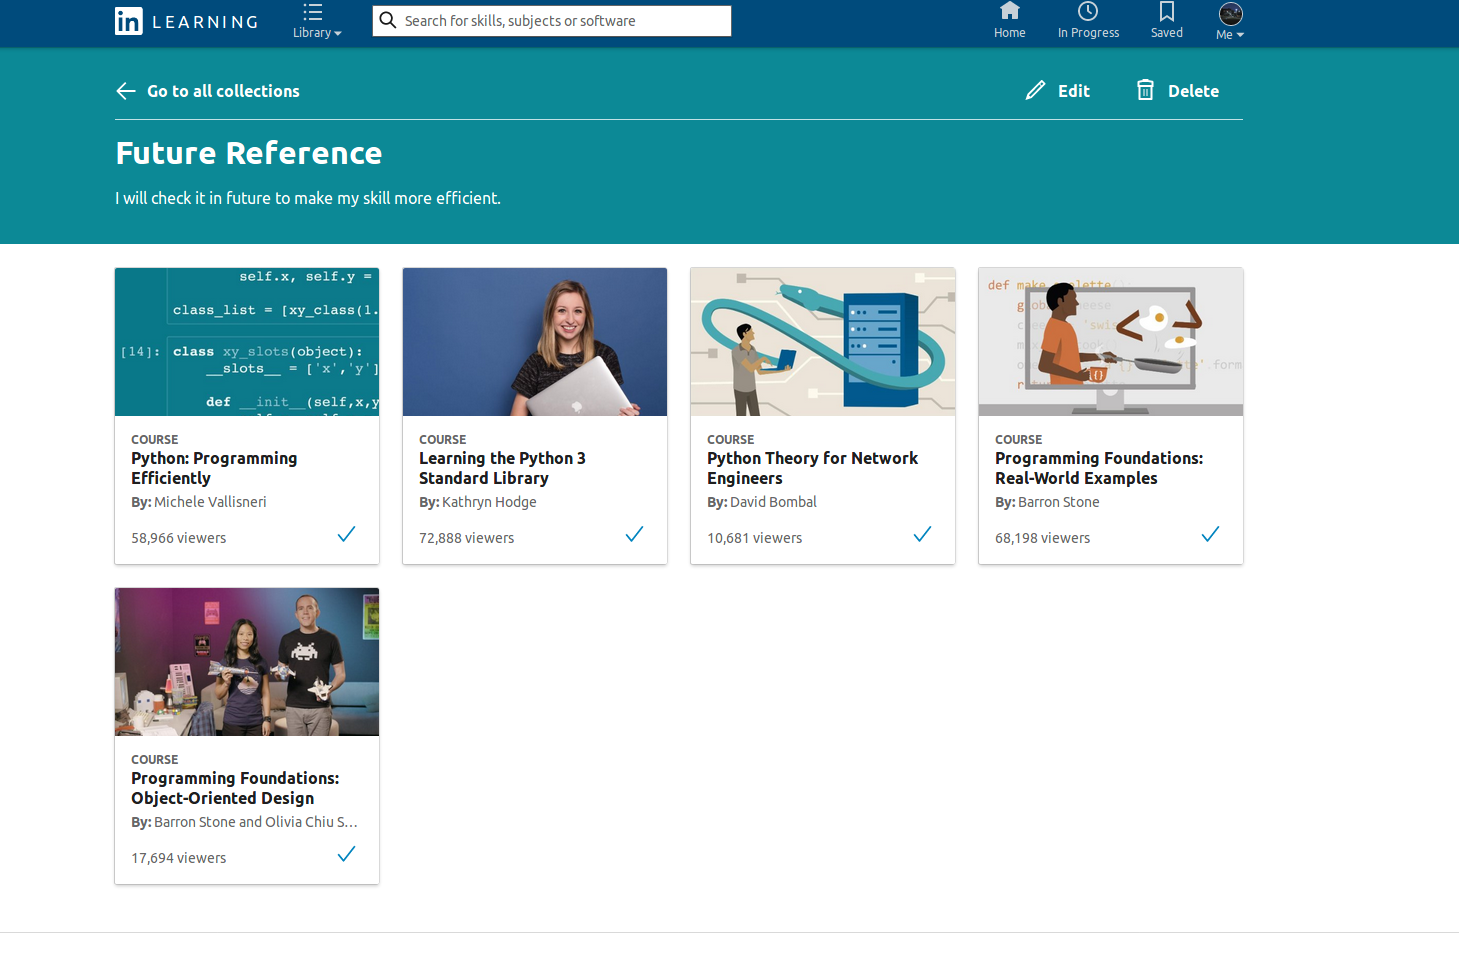 in LEARNING
Library
Search for skills, subjects or software
Home
In Progress
Saved
Me
Go to all collections
Edit
Delete
Future Reference
I will check it in future to make my skill more efficient.
self.x, self.y =
class_list = [xy_class(1.
[14]: class xy_slots(object):
__slots__ = ['x','y']
def __init__(self,x,y
COURSE
Python: Programming
Efficiently
By: Michele Vallisneri
58,966 viewers
COURSE
Learning the Python 3
Standard Library
By: Kathryn Hodge
72,888 viewers
COURSE
Python Theory for Network
Engineers
By: David Bombal
10,681 viewers
def make
{}
COURSE
Programming Foundations:
Real-World Examples
By: Barron Stone
68,198 viewers
COURSE
Programming Foundations:
Object-Oriented Design
By: Barron Stone and Olivia Chiu S...
17,694 viewers